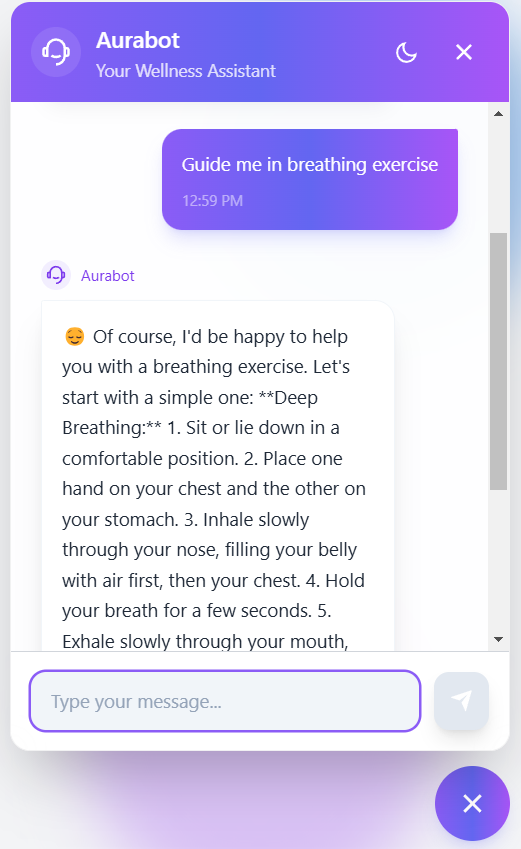 Aurabot
Your Wellness Assistant
Guide me in breathing exercise
12:59 PM
Aurabot
😌 Of course, I'd be happy to help
you with a breathing exercise. Let's
start with a simple one: **Deep
Breathing:** 1. Sit or lie down in a
comfortable position. 2. Place one
hand on your chest and the other on
your stomach. 3. Inhale slowly
through your nose, filling your belly
with air first, then your chest. 4. Hold
your breath for a few seconds. 5.
Exhale slowly through your mouth,
Type your message...